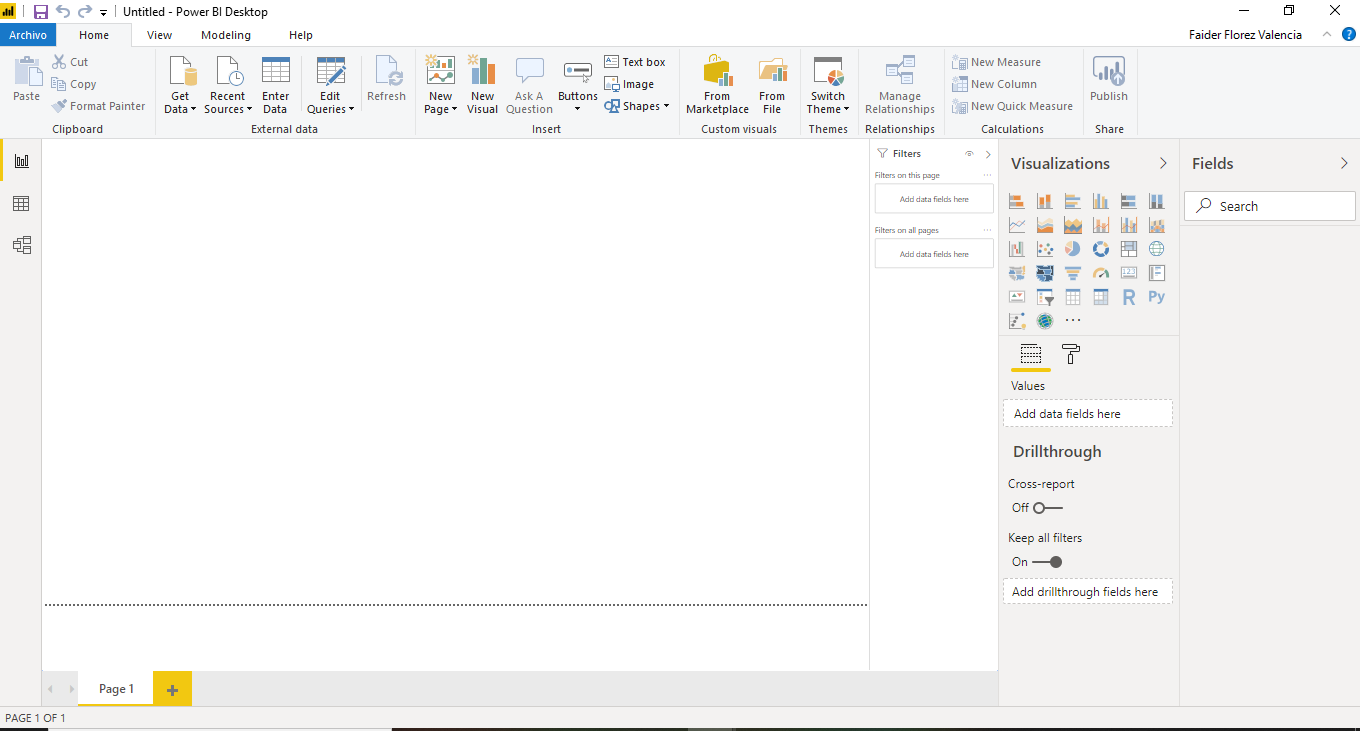 Untitled - Power BI Desktop
Archivo Home View Modeling Help
Faider Florez Valencia ?
Paste
Cut
Copy
Format Painter
Clipboard
Get Data
Recent Sources
Enter Data
Edit Queries
Refresh
External data
New Page
New Visual
Ask A Question
Buttons
Text box
Image
Shapes
Insert
From Marketplace
From File
Custom visuals
Switch Theme
Themes
Manage Relationships
Relationships
New Measure
New Column
New Quick Measure
Calculations
Publish
Share
Filters
Filters on this page ...
Add data fields here
Filters on all pages ...
Add data fields here
Visualizations
123
R
Py
...
Values
Add data fields here
Drillthrough
Cross-report
Off
Keep all filters
On
Add drillthrough fields here
Fields
Search
Page 1 +
PAGE 1 OF 1